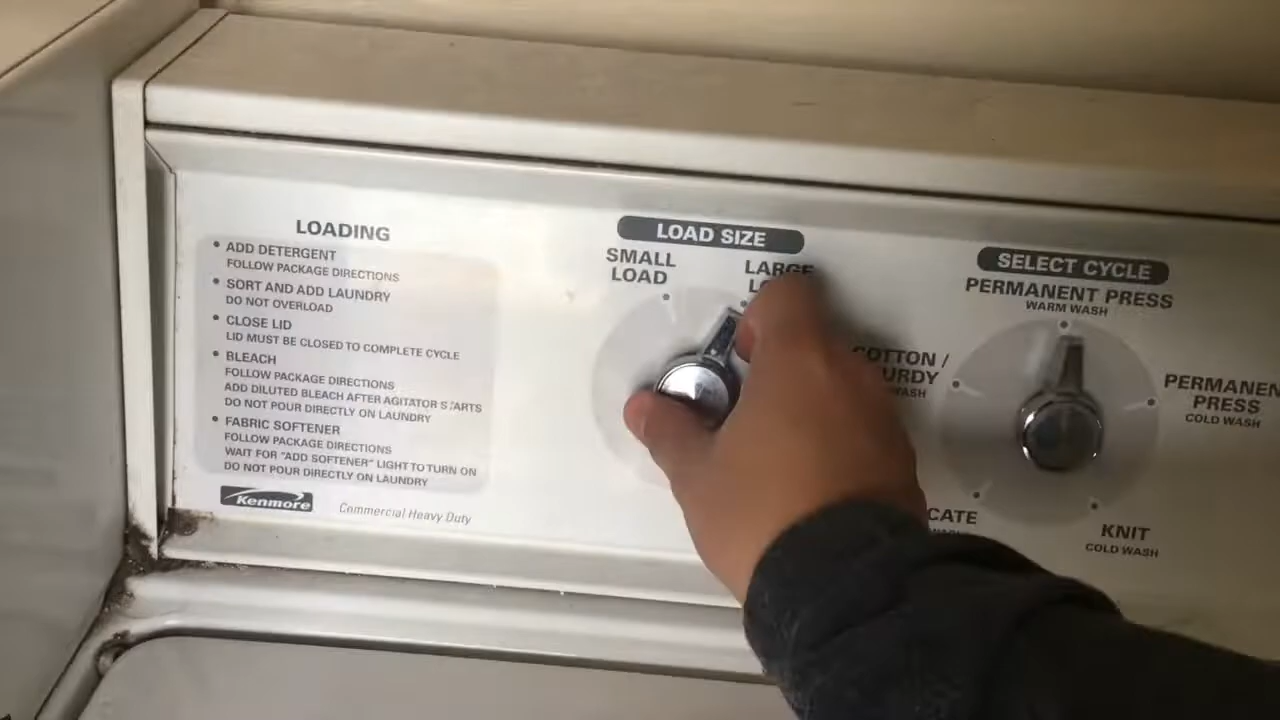 LOADING
• ADD DETERGENT
FOLLOW PACKAGE DIRECTIONS
• SORT AND ADD LAUNDRY
DO NOT OVERLOAD
• CLOSE LID
LID MUST BE CLOSED TO COMPLETE CYCLE
• BLEACH
FOLLOW PACKAGE DIRECTIONS
ADD DILUTED BLEACH AFTER AGITATOR STARTS
DO NOT POUR DIRECTLY ON LAUNDRY
• FABRIC SOFTENER
FOLLOW PACKAGE DIRECTIONS
WAIT FOR "ADD SOFTENER" LIGHT TO TURN ON
DO NOT POUR DIRECTLY ON LAUNDRY
Kenmore
Commercial Heavy Duty
LOAD SIZE
SMALL
LOAD
LARGE
SELECT CYCLE
PERMANENT PRESS
WARM WASH
COTTON /
URDY
PERMANEN
PRESS
COLD WASH
CATE
KNIT
COLD WASH